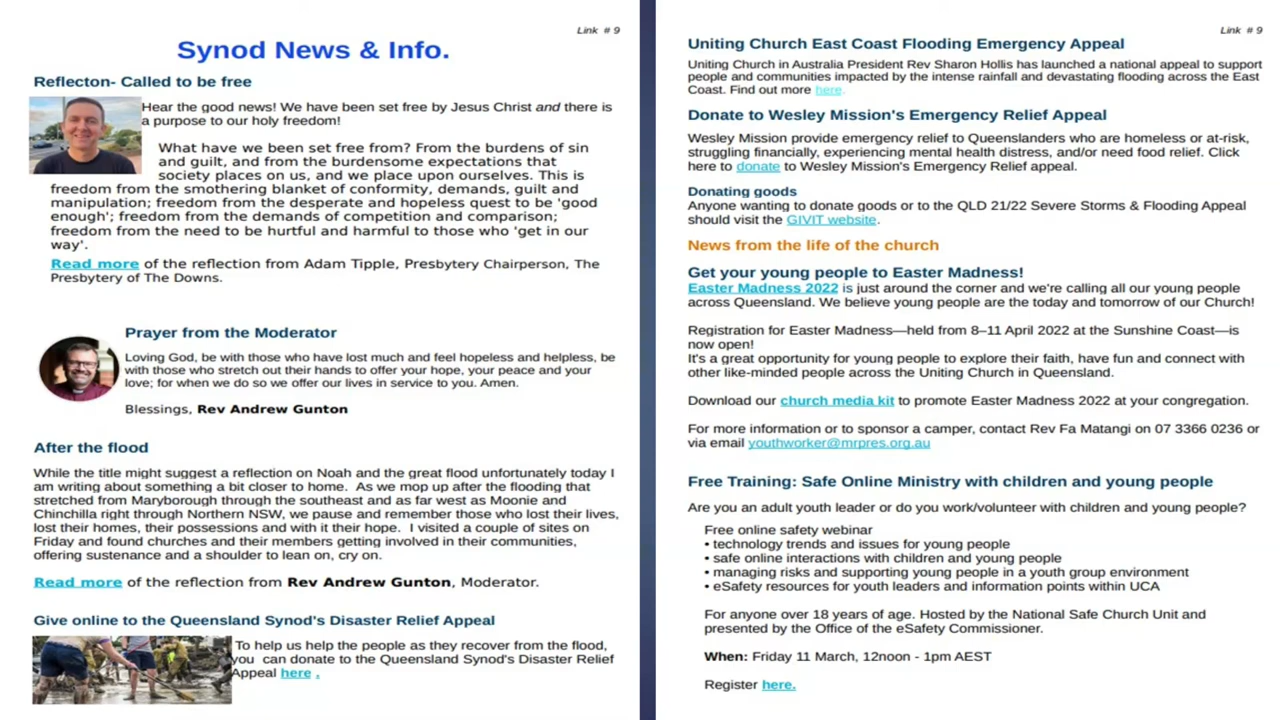 Link # 9
Synod News & Info.
Reflecton- Called to be free
Hear the good news! We have been set free by Jesus Christ and there is
a purpose to our holy freedom!
What have we been set free from? From the burdens of sin
and guilt, and from the burdensome expectations that
society places on us, and we place upon ourselves. This is
freedom from the smothering blanket of conformity, demands, guilt and
manipulation; freedom from the desperate and hopeless quest to be 'good
enough'; freedom from the demands of competition and comparison;
freedom from the need to be hurtful and harmful to those who 'get in our
way'.
Read more of the reflection from Adam Tipple, Presbytery Chairperson, The
Presbytery of The Downs.
Prayer from the Moderator
Loving God, be with those who have lost much and feel hopeless and helpless, be
with those who stretch out their hands to offer your hope, your peace and your
love; for when we do so we offer our lives in service to you. Amen.
Blessings, Rev Andrew Gunton
After the flood
While the title might suggest a reflection on Noah and the great flood unfortunately today I
am writing about something a bit closer to home.  As we mop up after the flooding that
stretched from Maryborough through the southeast and as far west as Moonie and
Chinchilla right through Northern NSW, we pause and remember those who lost their lives,
lost their homes, their possessions and with it their hope.  I visited a couple of sites on
Friday and found churches and their members getting involved in their communities,
offering sustenance and a shoulder to lean on, cry on.
Read more of the reflection from Rev Andrew Gunton, Moderator.
Give online to the Queensland Synod's Disaster Relief Appeal
To help us help the people as they recover from the flood,
you  can donate to the Queensland Synod's Disaster Relief
Appeal here .
Link # 9
Uniting Church East Coast Flooding Emergency Appeal
Uniting Church in Australia President Rev Sharon Hollis has launched a national appeal to support
people and communities impacted by the intense rainfall and devastating flooding across the East
Coast. Find out more here.
Donate to Wesley Mission's Emergency Relief Appeal
Wesley Mission provide emergency relief to Queenslanders who are homeless or at-risk,
struggling financially, experiencing mental health distress, and/or need food relief. Click
here to donate to Wesley Mission's Emergency Relief appeal.
Donating goods
Anyone wanting to donate goods or to the QLD 21/22 Severe Storms & Flooding Appeal
should visit the GIVIT website.
News from the life of the church
Get your young people to Easter Madness!
Easter Madness 2022 is just around the corner and we're calling all our young people
across Queensland. We believe young people are the today and tomorrow of our Church!
Registration for Easter Madness—held from 8–11 April 2022 at the Sunshine Coast—is
now open!
It's a great opportunity for young people to explore their faith, have fun and connect with
other like-minded people across the Uniting Church in Queensland.
Download our church media kit to promote Easter Madness 2022 at your congregation.
For more information or to sponsor a camper, contact Rev Fa Matangi on 07 3366 0236 or
via email youthworker@mrpres.org.au
Free Training: Safe Online Ministry with children and young people
Are you an adult youth leader or do you work/volunteer with children and young people?
Free online safety webinar
• technology trends and issues for young people
• safe online interactions with children and young people
• managing risks and supporting young people in a youth group environment
• eSafety resources for youth leaders and information points within UCA
For anyone over 18 years of age. Hosted by the National Safe Church Unit and
presented by the Office of the eSafety Commissioner.
When: Friday 11 March, 12noon - 1pm AEST
Register here.